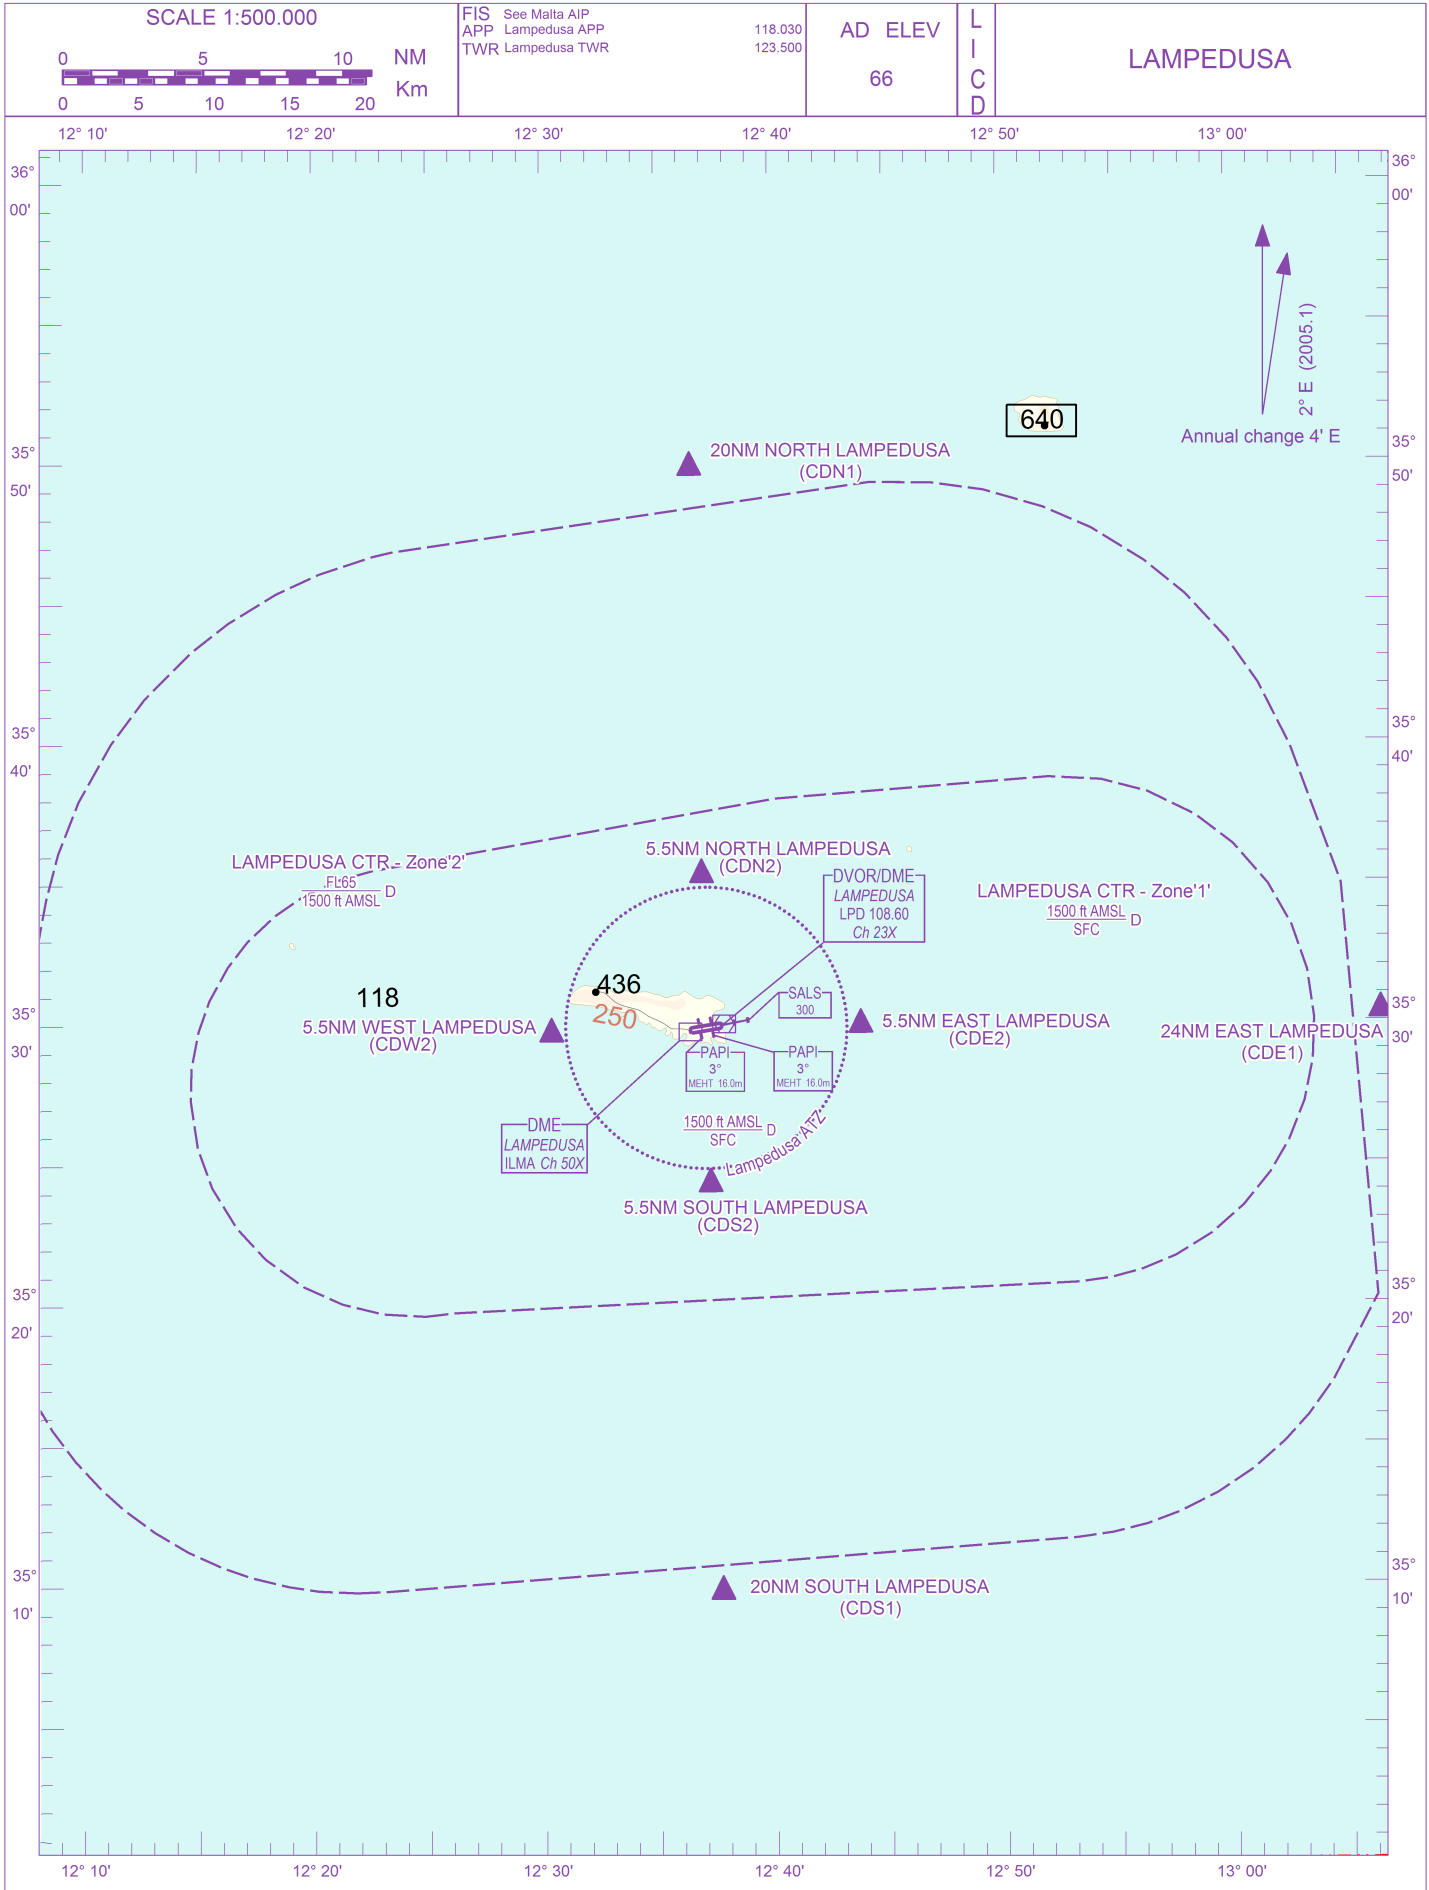 SCALE 1:500.000
0 5 10 NM
Km
0 5 10 15 20
FIS See Malta AIP
APP Lampedusa APP 118.030
TWR Lampedusa TWR 123.500
AD ELEV
66
L
I
C
D
LAMPEDUSA
12° 10' 12° 20' 12° 30' 12° 40' 12° 50' 13° 00'
36°
00'
36°
00'
2° E (2005.1)
Annual change 4' E
640
35°
50'
35°
50'
20NM NORTH LAMPEDUSA
(CDN1)
35°
40'
35°
40'
LAMPEDUSA CTR - Zone'2'
FL65
1500 ft AMSL
D
5.5NM NORTH LAMPEDUSA
(CDN2)
DVOR/DME
LAMPEDUSA
LPD 108.60
Ch 23X
LAMPEDUSA CTR - Zone'1'
1500 ft AMSL
SFC
D
436
118
250
SALS
300
35°
30'
35°
30'
5.5NM WEST LAMPEDUSA
(CDW2)
5.5NM EAST LAMPEDUSA
(CDE2)
24NM EAST LAMPEDUSA
(CDE1)
PAPI
3°
MEHT 16.0m
PAPI
3°
MEHT 16.0m
DME
LAMPEDUSA
ILMA Ch 50X
1500 ft AMSL
SFC
D
Lampedusa ATZ
5.5NM SOUTH LAMPEDUSA
(CDS2)
35°
20'
35°
20'
35°
10'
35°
10'
20NM SOUTH LAMPEDUSA
(CDS1)
12° 10' 12° 20' 12° 30' 12° 40' 12° 50' 13° 00'